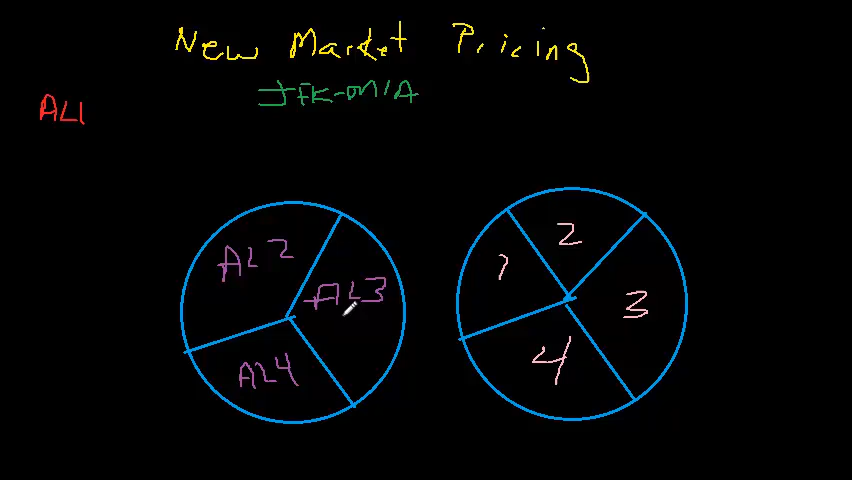 New Market Pricing
JFK-MIA
AL1
AL2
AL3
AL4
1
2
3
4